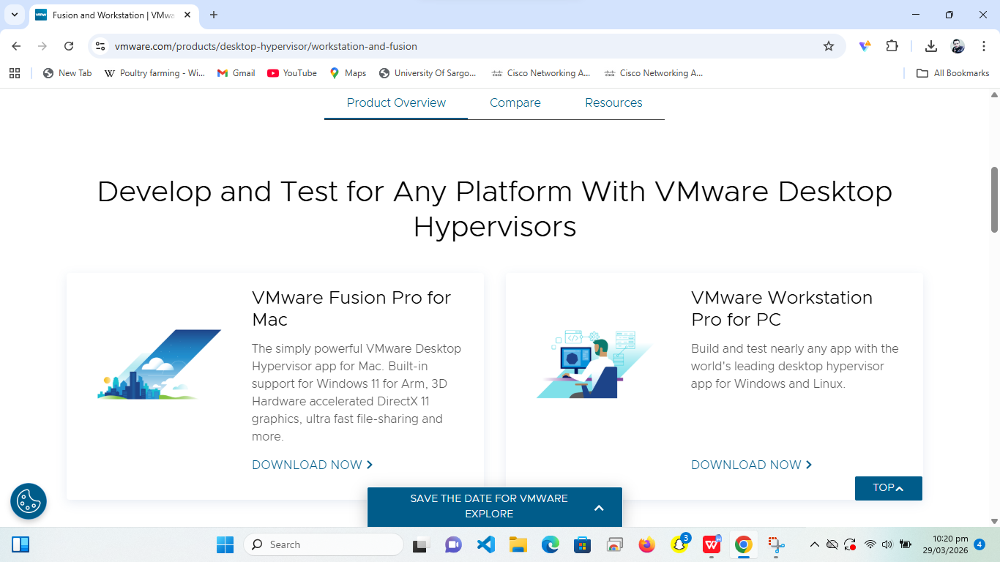 vmw
Fusion and Workstation | VMwa
vmware.com/products/desktop-hypervisor/workstation-and-fusion
New Tab
Poultry farming - Wi...
Gmail
YouTube
Maps
University Of Sargo...
Cisco Networking A...
Cisco Networking A...
All Bookmarks
Product Overview
Compare
Resources
Develop and Test for Any Platform With VMware Desktop
Hypervisors
VMware Fusion Pro for
Mac
The simply powerful VMware Desktop
Hypervisor app for Mac. Built-in
support for Windows 11 for Arm, 3D
Hardware accelerated DirectX 11
graphics, ultra fast file-sharing and
more.
DOWNLOAD NOW
VMware Workstation
Pro for PC
Build and test nearly any app with the
world's leading desktop hypervisor
app for Windows and Linux.
DOWNLOAD NOW
TOP
SAVE THE DATE FOR VMWARE
EXPLORE
Search
3
10:20 pm
29/03/2026
4